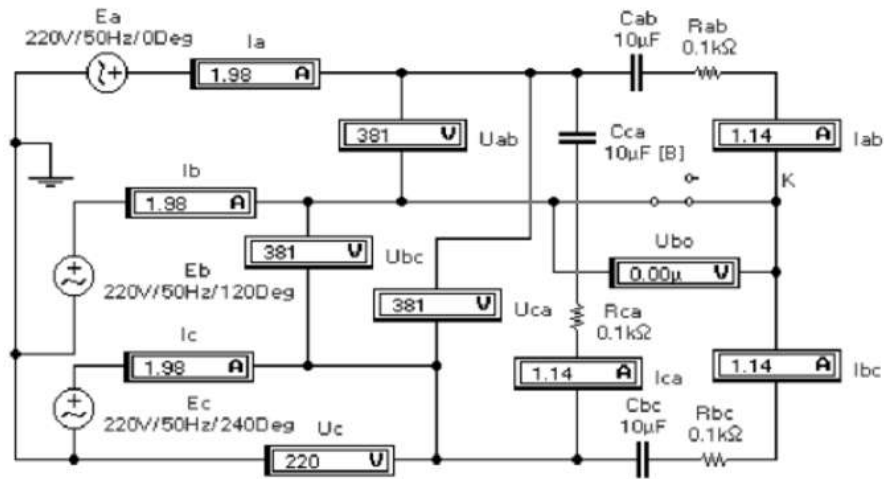 Ea
220V/50Hz/0Deg
Ia
1.98 A
Cab
10µF
Rab
0.1kΩ
381 V
Uab
Cca
10µF [B]
1.14 A
Iab
Ib
1.98 A
K
381 V
Ubc
Ubo
0.00µ V
Eb
220V/50Hz/120Deg
381 V
Uca
Rca
0.1kΩ
Ic
1.98 A
1.14 A
Ica
1.14 A
Ibc
Ec
220V/50Hz/240Deg
Uc
220 V
Cbc
10µF
Rbc
0.1kΩ